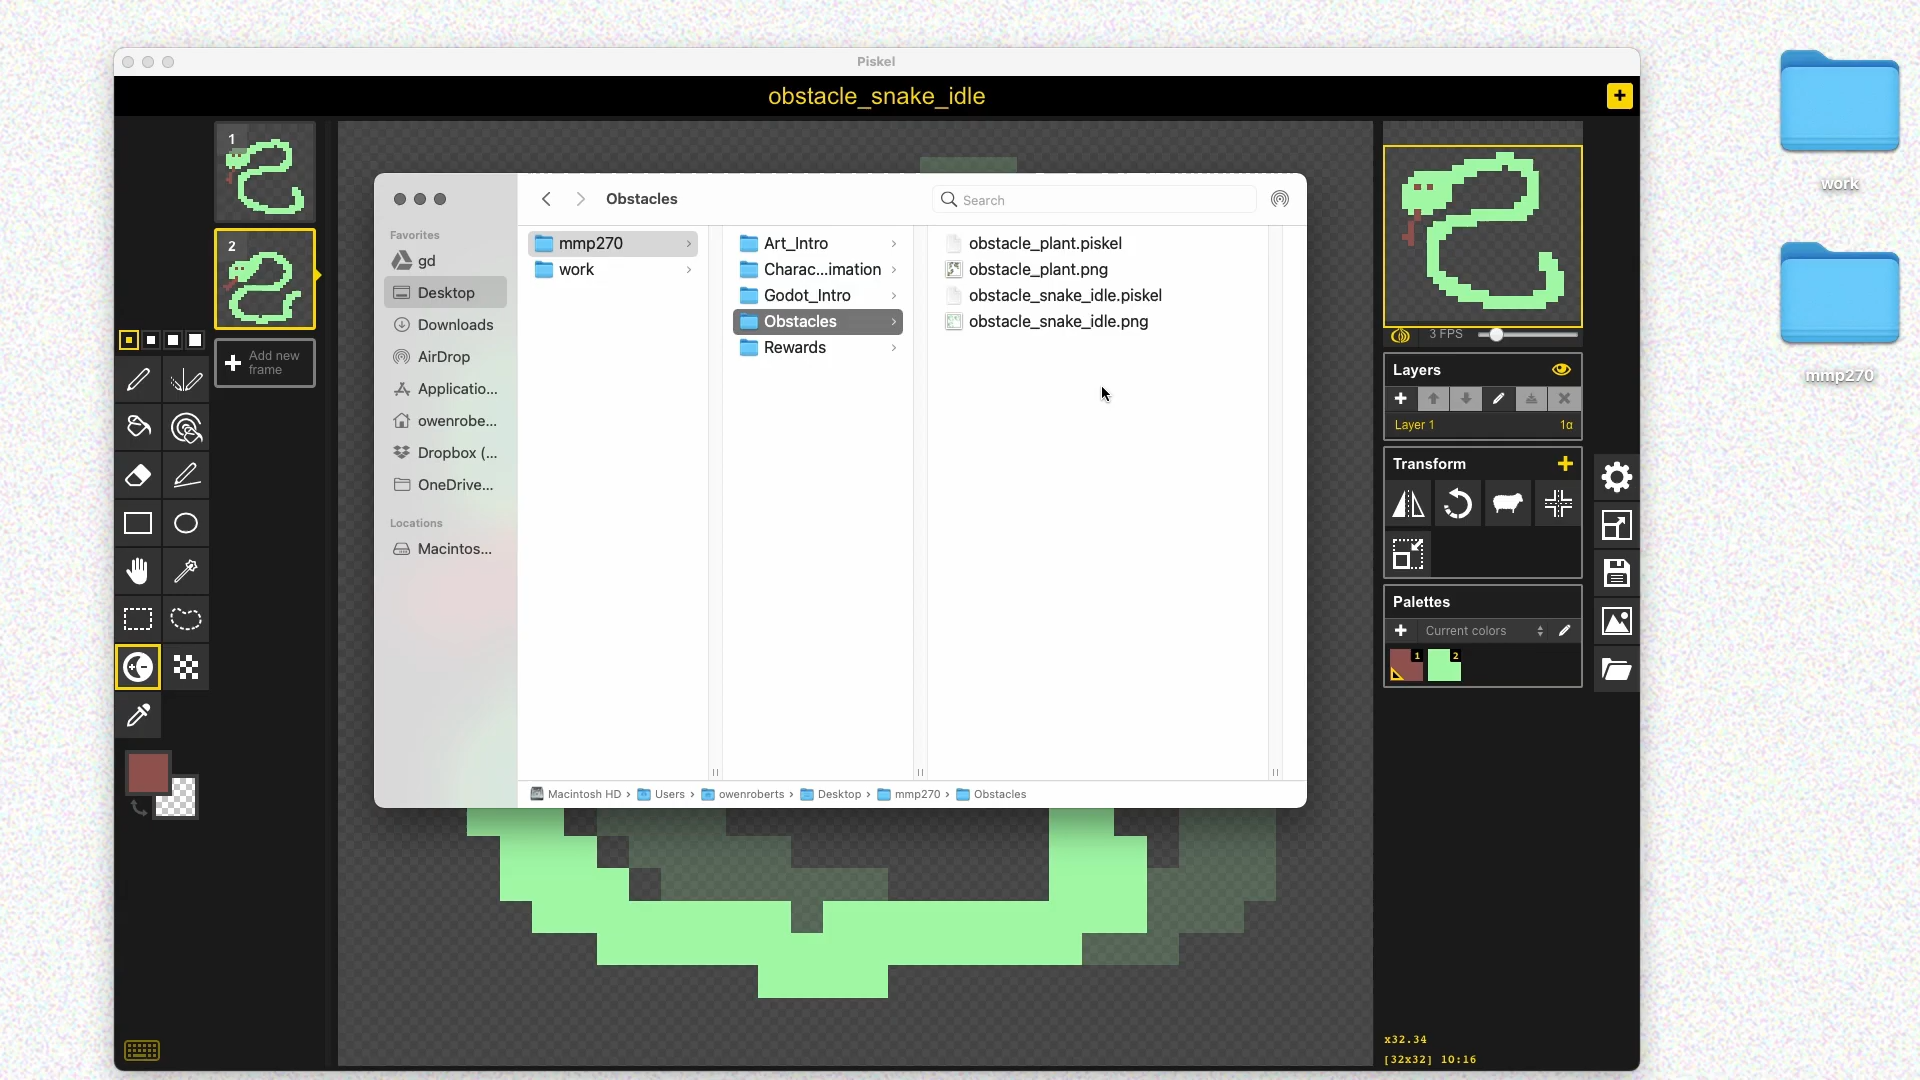 Piskel
obstacle_snake_idle
1
2
Add new
frame
Obstacles
Search
Favorites
gd
Desktop
Downloads
AirDrop
Applicatio...
owenrobe...
Dropbox (...
OneDrive...
Locations
Macintos...
mmp270
work
Art_Intro
Charac...imation
Godot_Intro
Obstacles
Rewards
obstacle_plant.piskel
obstacle_plant.png
obstacle_snake_idle.piskel
obstacle_snake_idle.png
Macintosh HD › Users › owenroberts › Desktop › mmp270 › Obstacles
3 FPS
Layers
Layer 1
1α
Transform
Palettes
Current colors
1
2
x32.34
[32x32] 10:16
work
mmp270